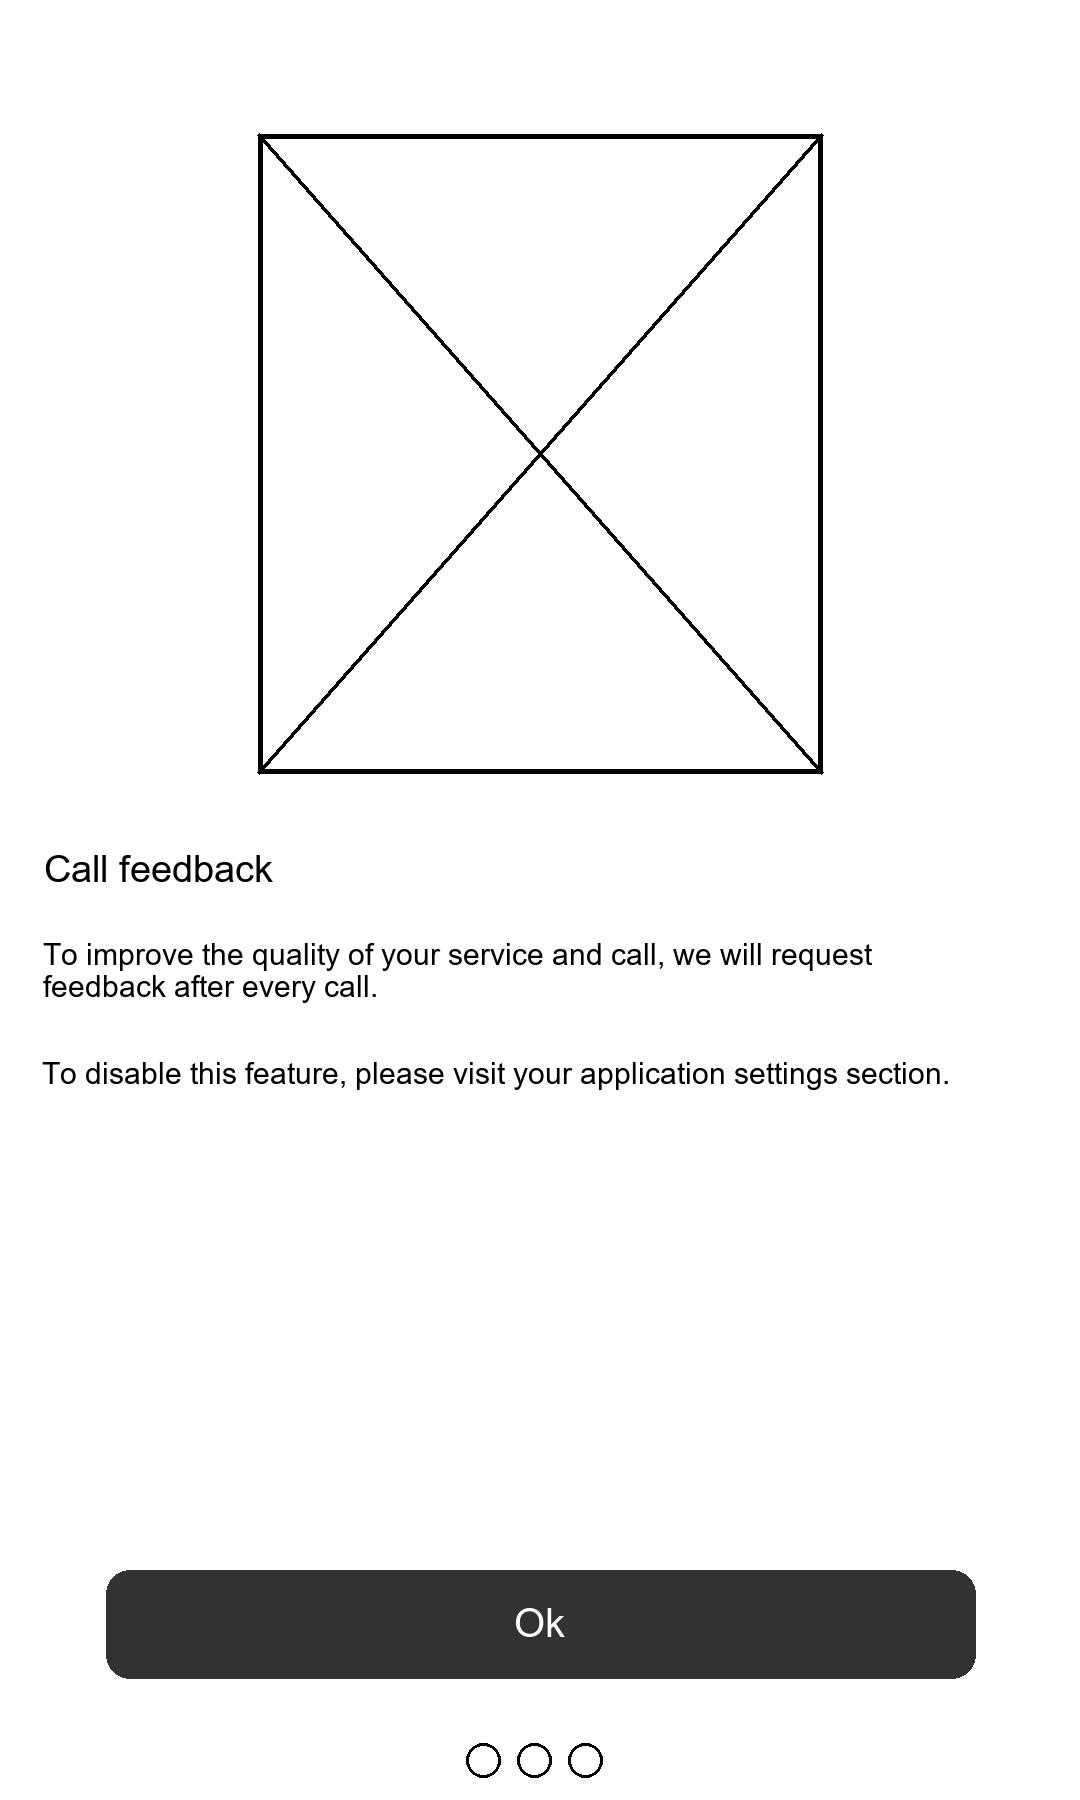 Call feedback
To improve the quality of your service and call, we will request
feedback after every call.
To disable this feature, please visit your application settings section.
Ok